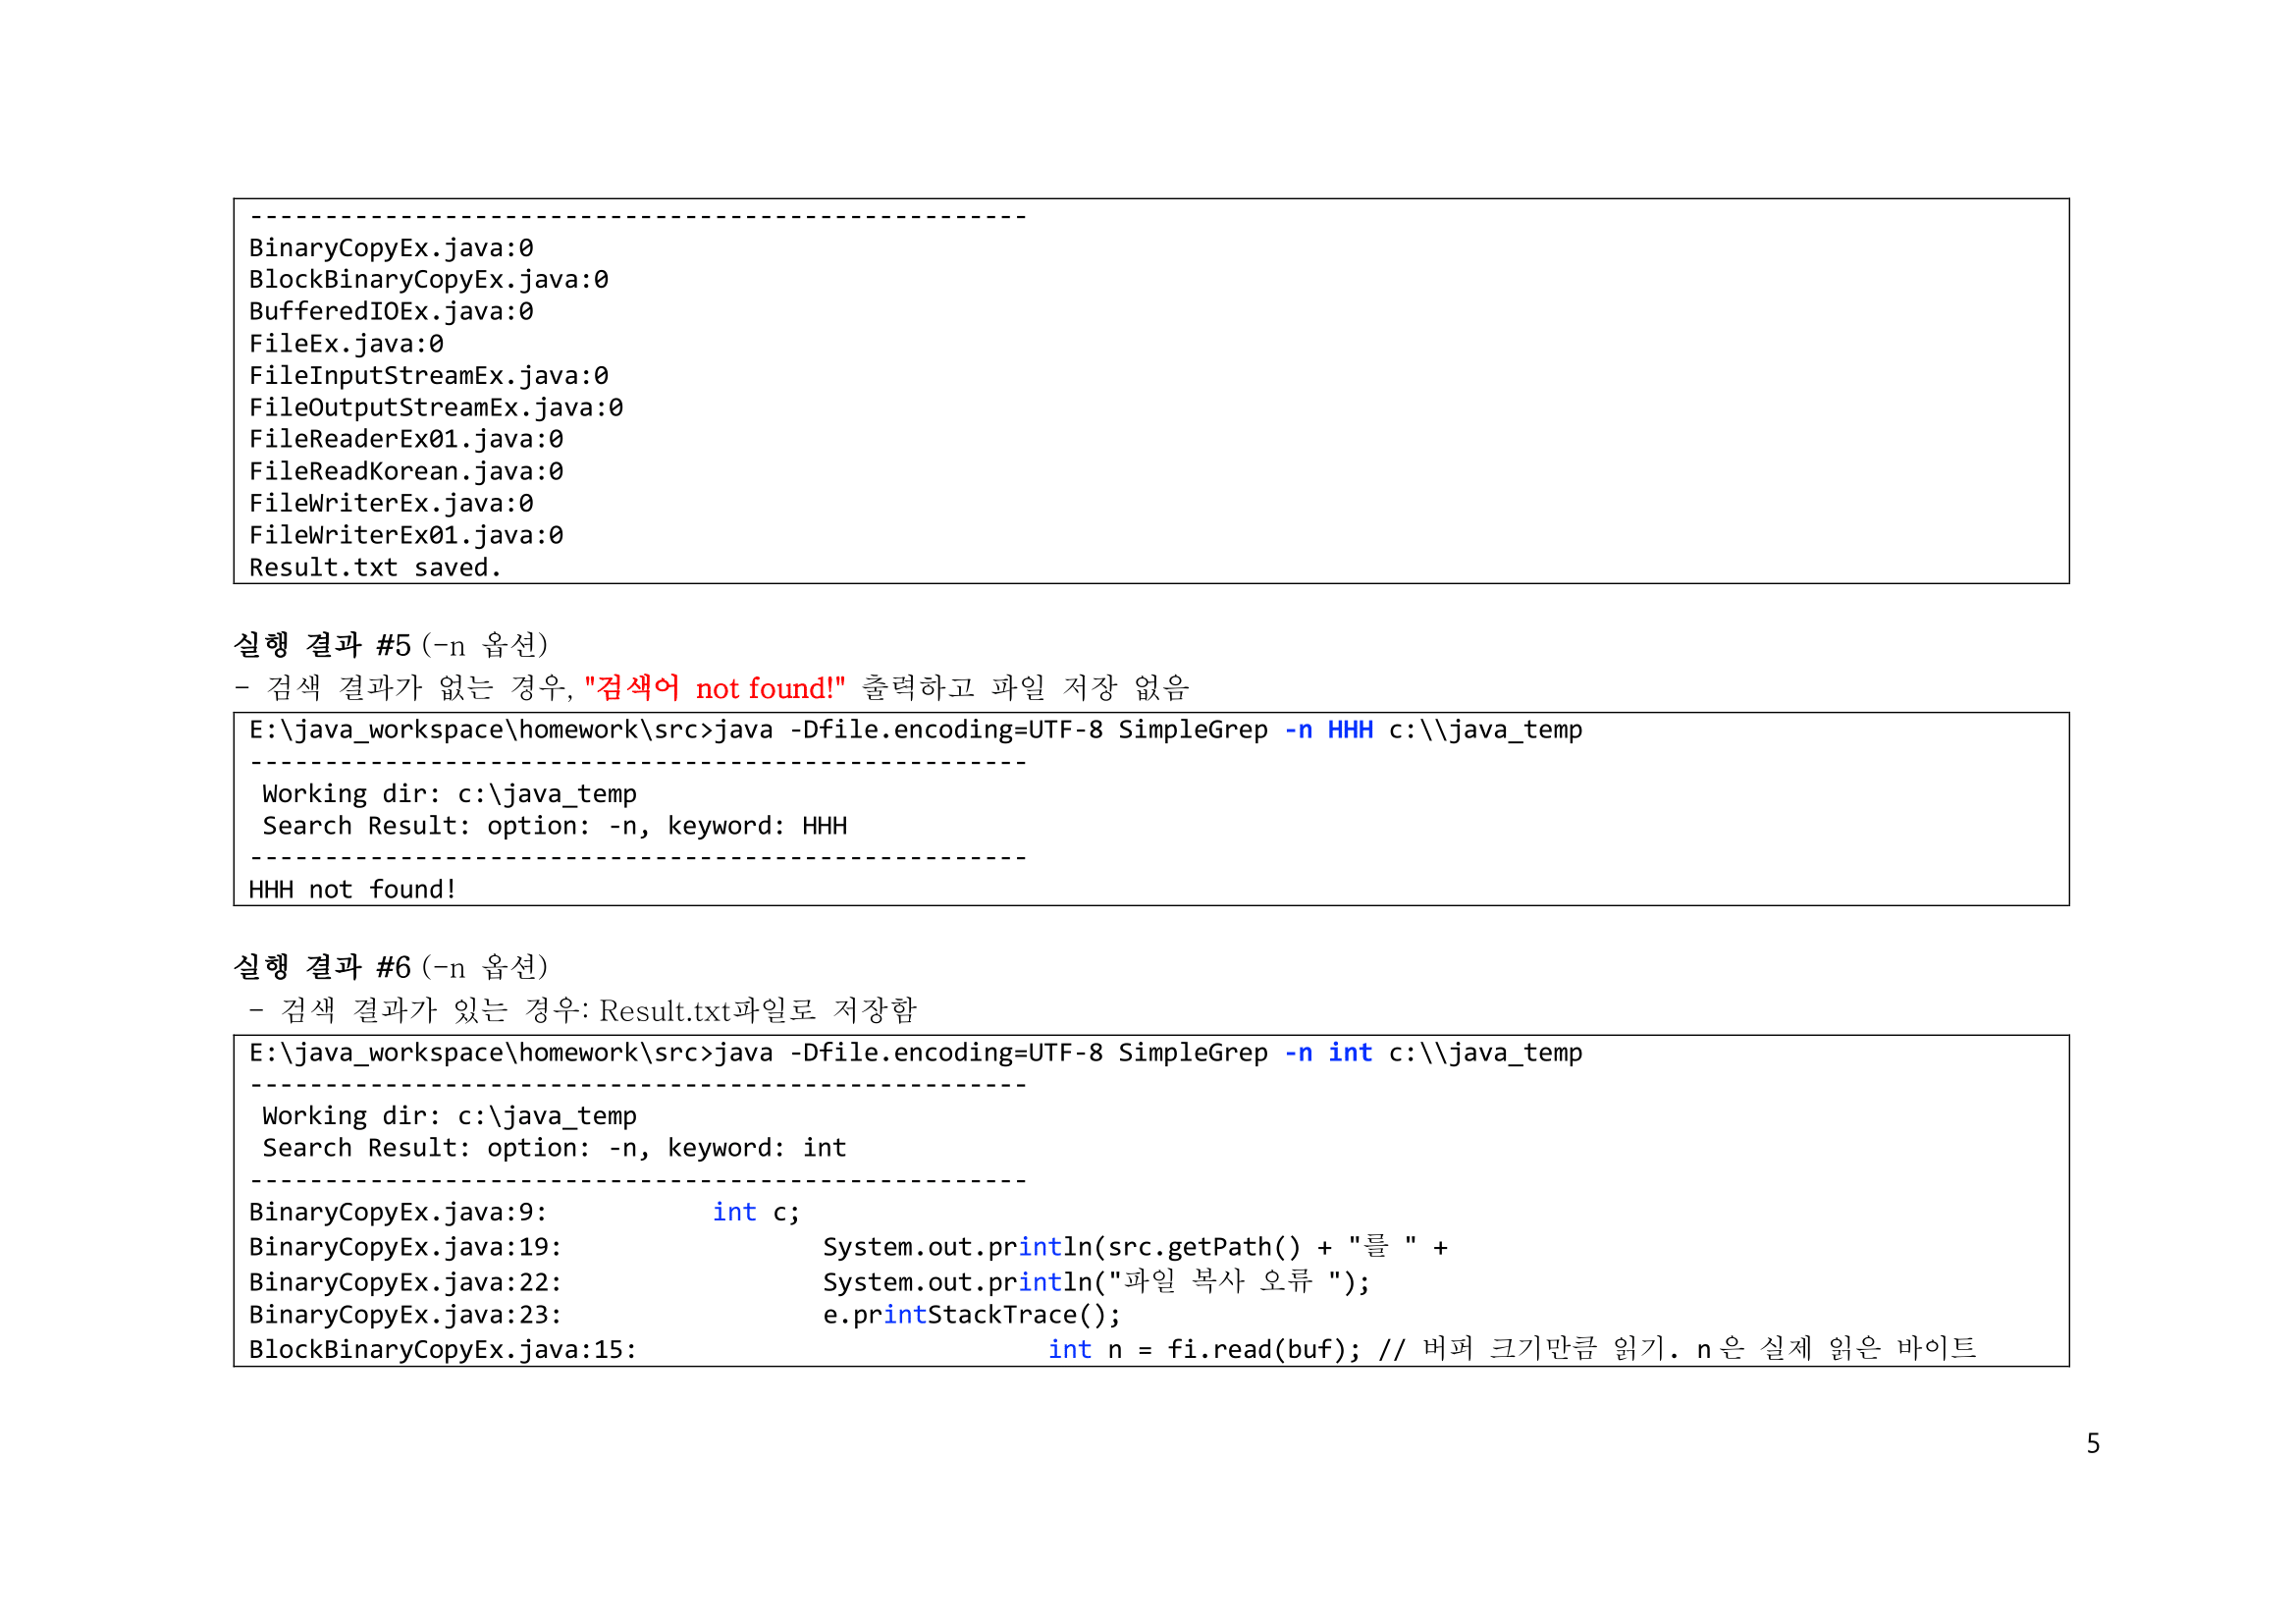 ----------------------------------------------------
BinaryCopyEx.java:0
BlockBinaryCopyEx.java:0
BufferedIOEx.java:0
FileEx.java:0
FileInputStreamEx.java:0
FileOutputStreamEx.java:0
FileReaderEx01.java:0
FileReadKorean.java:0
FileWriterEx.java:0
FileWriterEx01.java:0
Result.txt saved.
실행 결과 #5 (-n 옵션)
- 검색 결과가 없는 경우, "검색어 not found!" 출력하고 파일 저장 없음
E:\java_workspace\homework\src>java -Dfile.encoding=UTF-8 SimpleGrep -n HHH c:\\java_temp
----------------------------------------------------
 Working dir: c:\java_temp
 Search Result: option: -n, keyword: HHH
----------------------------------------------------
HHH not found!
실행 결과 #6 (-n 옵션)
- 검색 결과가 있는 경우: Result.txt파일로 저장함
E:\java_workspace\homework\src>java -Dfile.encoding=UTF-8 SimpleGrep -n int c:\\java_temp
----------------------------------------------------
 Working dir: c:\java_temp
 Search Result: option: -n, keyword: int
----------------------------------------------------
BinaryCopyEx.java:9:           int c;
BinaryCopyEx.java:19:                 System.out.println(src.getPath() + "를 " +
BinaryCopyEx.java:22:                 System.out.println("파일 복사 오류 ");
BinaryCopyEx.java:23:                 e.printStackTrace();
BlockBinaryCopyEx.java:15:                           int n = fi.read(buf); // 버퍼 크기만큼 읽기. n은 실제 읽은 바이트
5